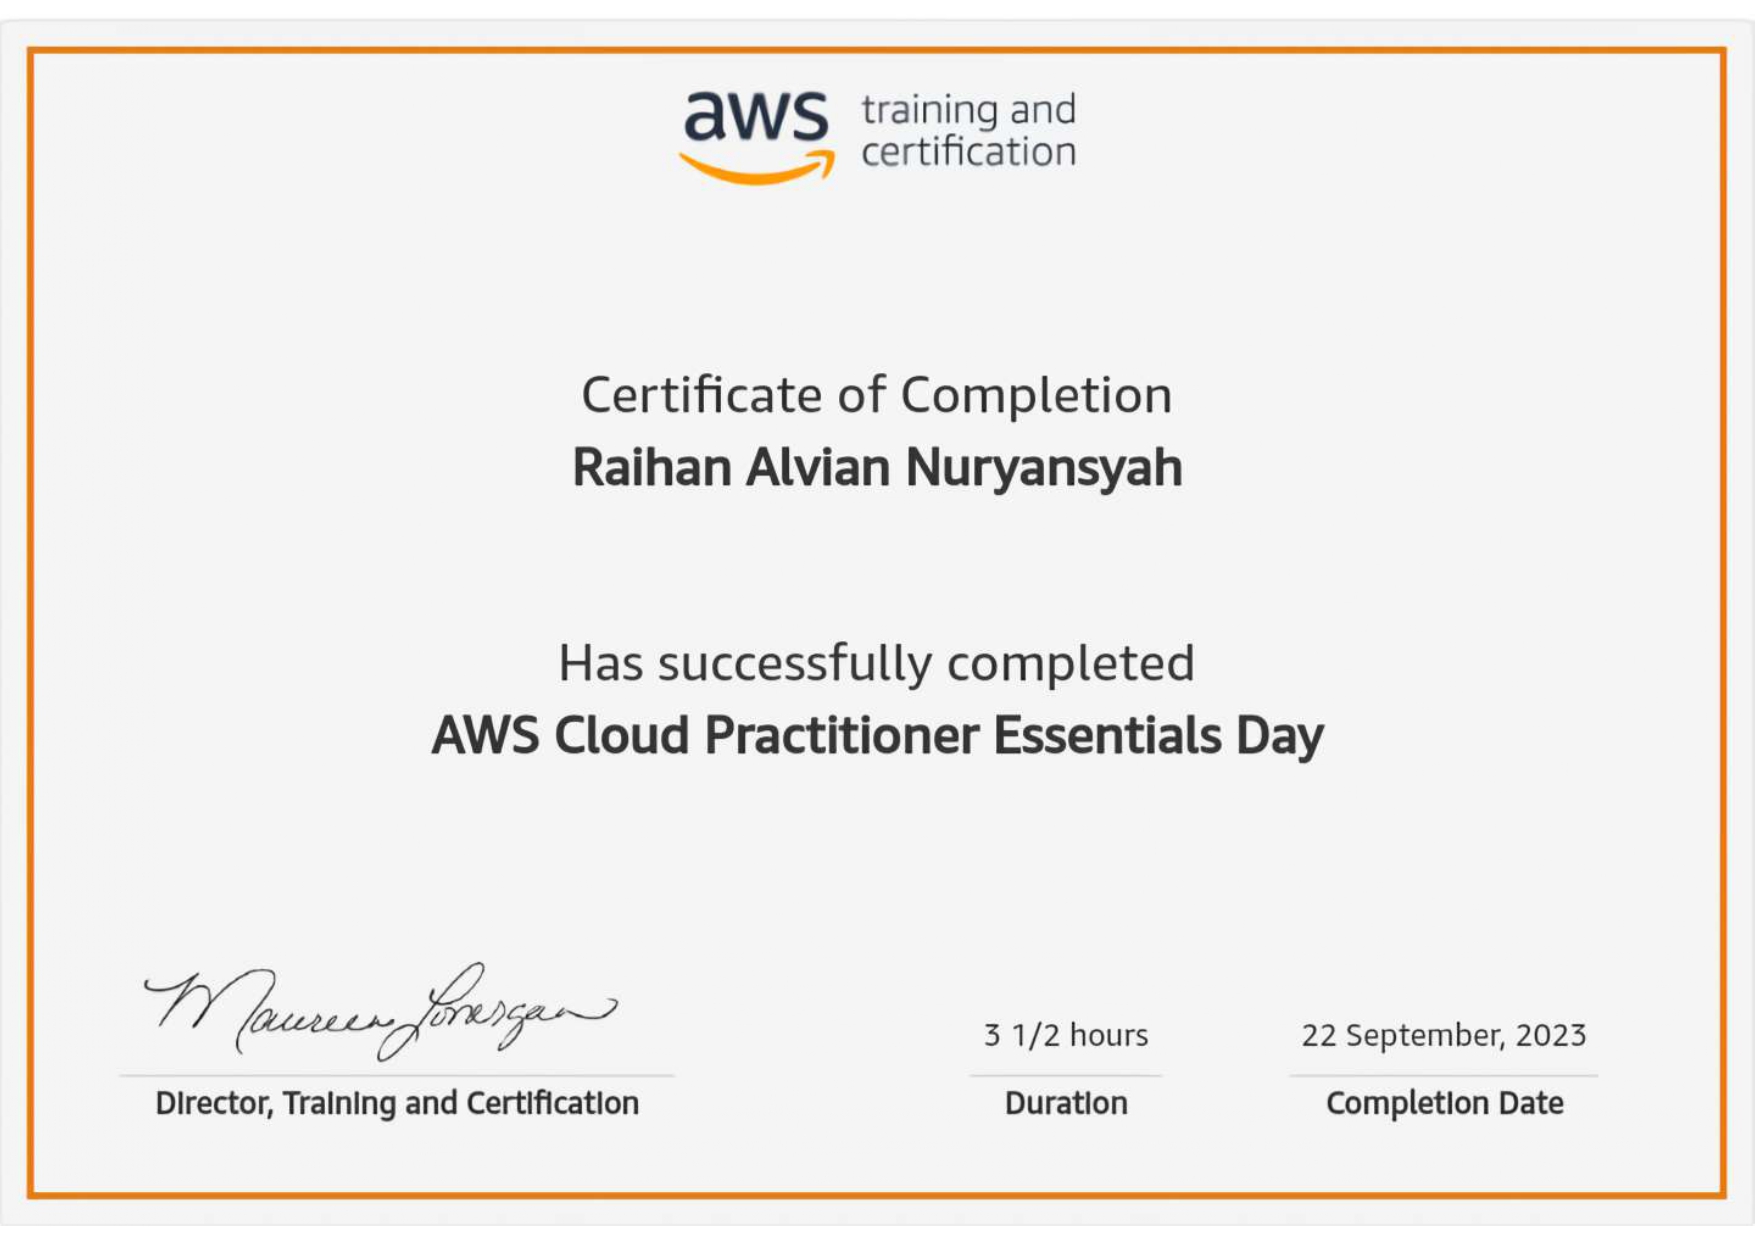 aws training and
certification
Certificate of Completion
Raihan Alvian Nuryansyah
Has successfully completed
AWS Cloud Practitioner Essentials Day
Maureen Lonergan
Director, Training and Certification
3 1/2 hours
Duration
22 September, 2023
Completion Date